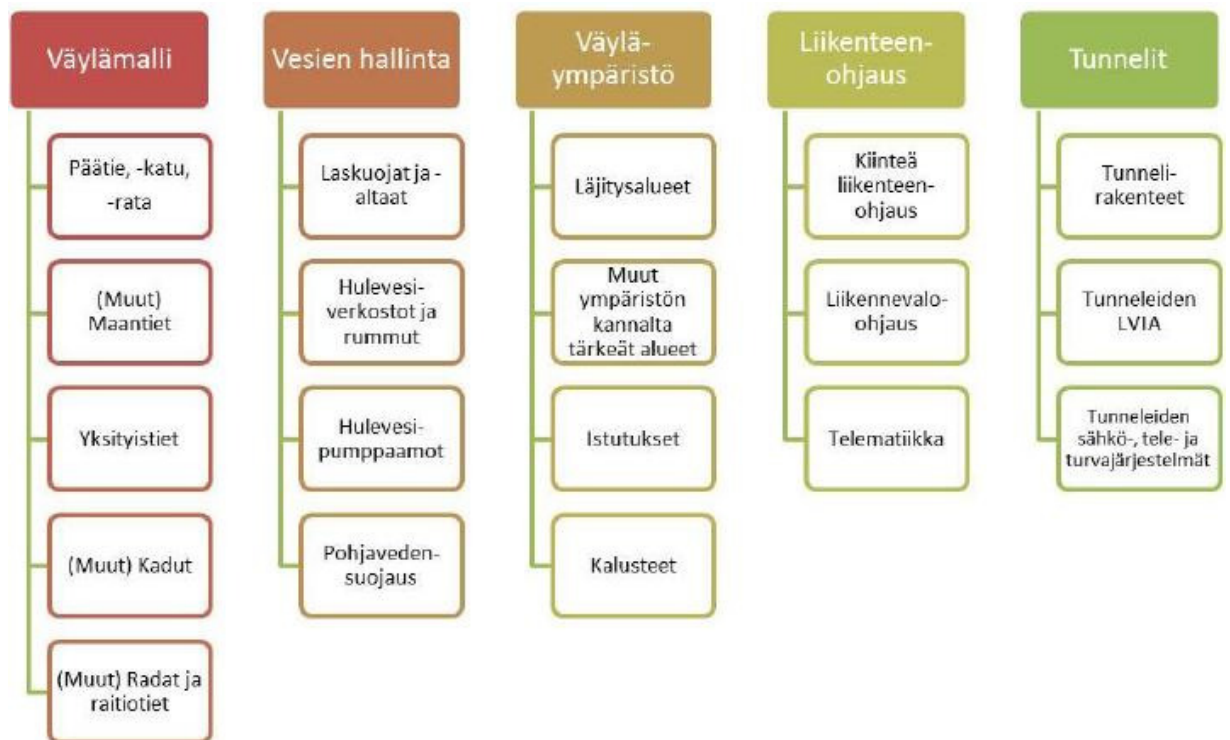 Väylämalli
Päätie, -katu,
-rata
(Muut)
Maantiet
Yksityistiet
(Muut) Kadut
(Muut) Radat ja
raitiotiet
Vesien hallinta
Laskuojat ja -
altaat
Hulevesi-
verkostot ja
rummut
Hulevesi-
pumppaamot
Pohjaveden-
suojaus
Väylä-
ympäristö
Läjitysalueet
Muut
ympäristön
kannalta
tärkeät alueet
Istutukset
Kalusteet
Liikenteen-
ohjaus
Kiinteä
liikenteen-
ohjaus
Liikennevalo-
ohjaus
Telematiikka
Tunnelit
Tunneli-
rakenteet
Tunneleiden
LVIA
Tunneleiden
sähkö-, tele- ja
turvajärjestelmät